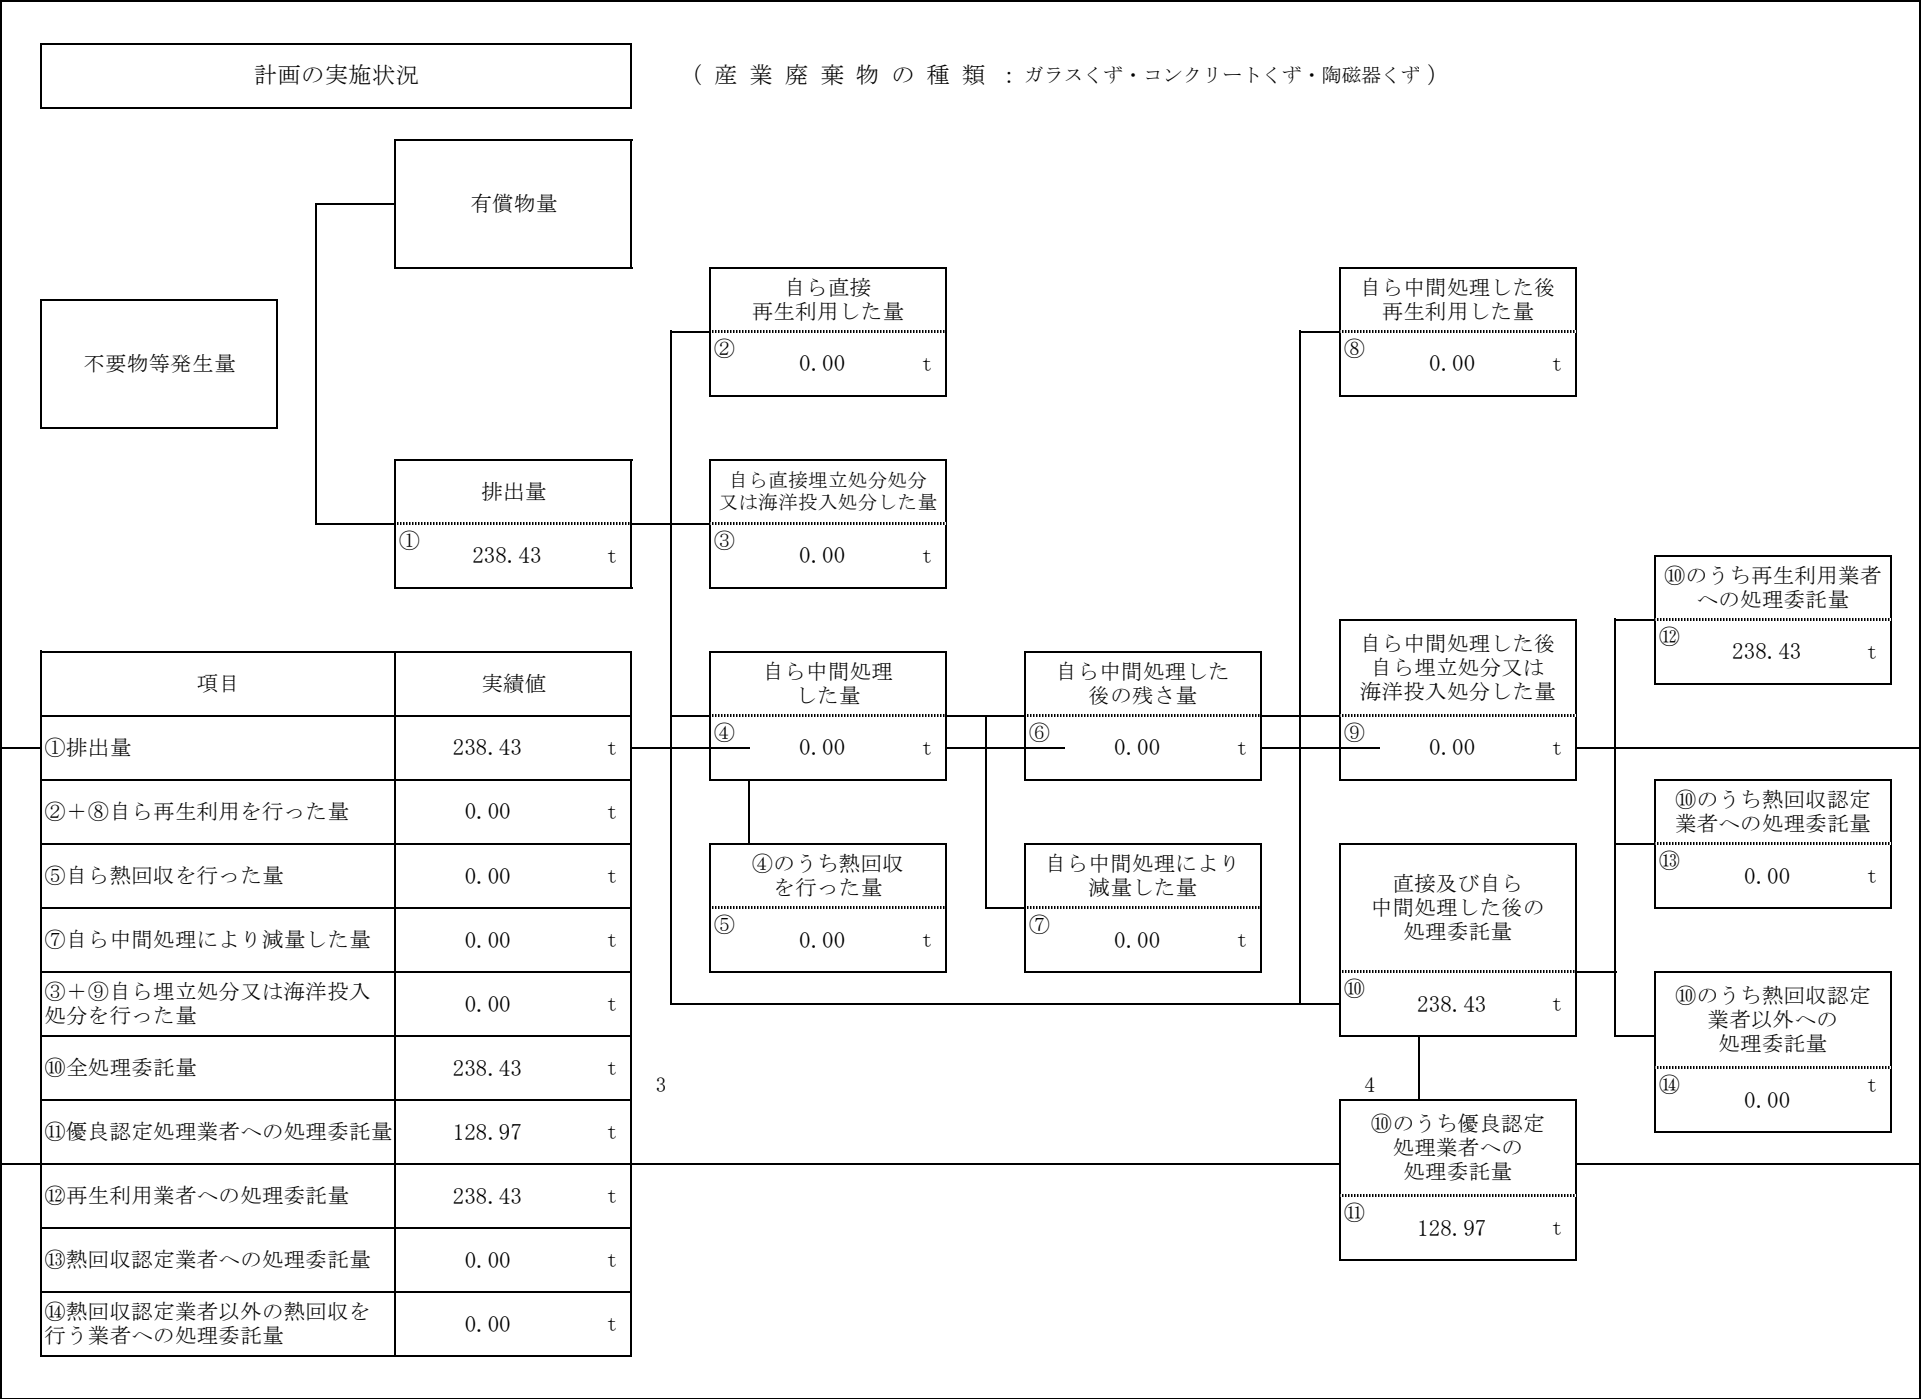 計画の実施状況
（ 産 業 廃 棄 物 の 種 類 ： ガラスくず・コンクリートくず・陶磁器くず ）
有償物量
不要物等発生量
排出量
① 238.43 t
自ら直接
再生利用した量
② 0.00 t
自ら直接埋立処分処分
又は海洋投入処分した量
③ 0.00 t
自ら中間処理
した量
④ 0.00 t
④のうち熱回収
を行った量
⑤ 0.00 t
自ら中間処理した
後の残さ量
⑥ 0.00 t
自ら中間処理により
減量した量
⑦ 0.00 t
自ら中間処理した後
再生利用した量
⑧ 0.00 t
自ら中間処理した後
自ら埋立処分又は
海洋投入処分した量
⑨ 0.00 t
直接及び自ら
中間処理した後の
処理委託量
⑩ 238.43 t
⑩のうち優良認定
処理業者への
処理委託量
⑪ 128.97 t
⑩のうち再生利用業者
への処理委託量
⑫ 238.43 t
⑩のうち熱回収認定
業者への処理委託量
⑬ 0.00 t
⑩のうち熱回収認定
業者以外への
処理委託量
⑭ 0.00 t
項目 実績値
①排出量 238.43 t
②＋⑧自ら再生利用を行った量 0.00 t
⑤自ら熱回収を行った量 0.00 t
⑦自ら中間処理により減量した量 0.00 t
③＋⑨自ら埋立処分又は海洋投入
処分を行った量 0.00 t
⑩全処理委託量 238.43 t
⑪優良認定処理業者への処理委託量 128.97 t
⑫再生利用業者への処理委託量 238.43 t
⑬熱回収認定業者への処理委託量 0.00 t
⑭熱回収認定業者以外の熱回収を
行う業者への処理委託量 0.00 t
3
4